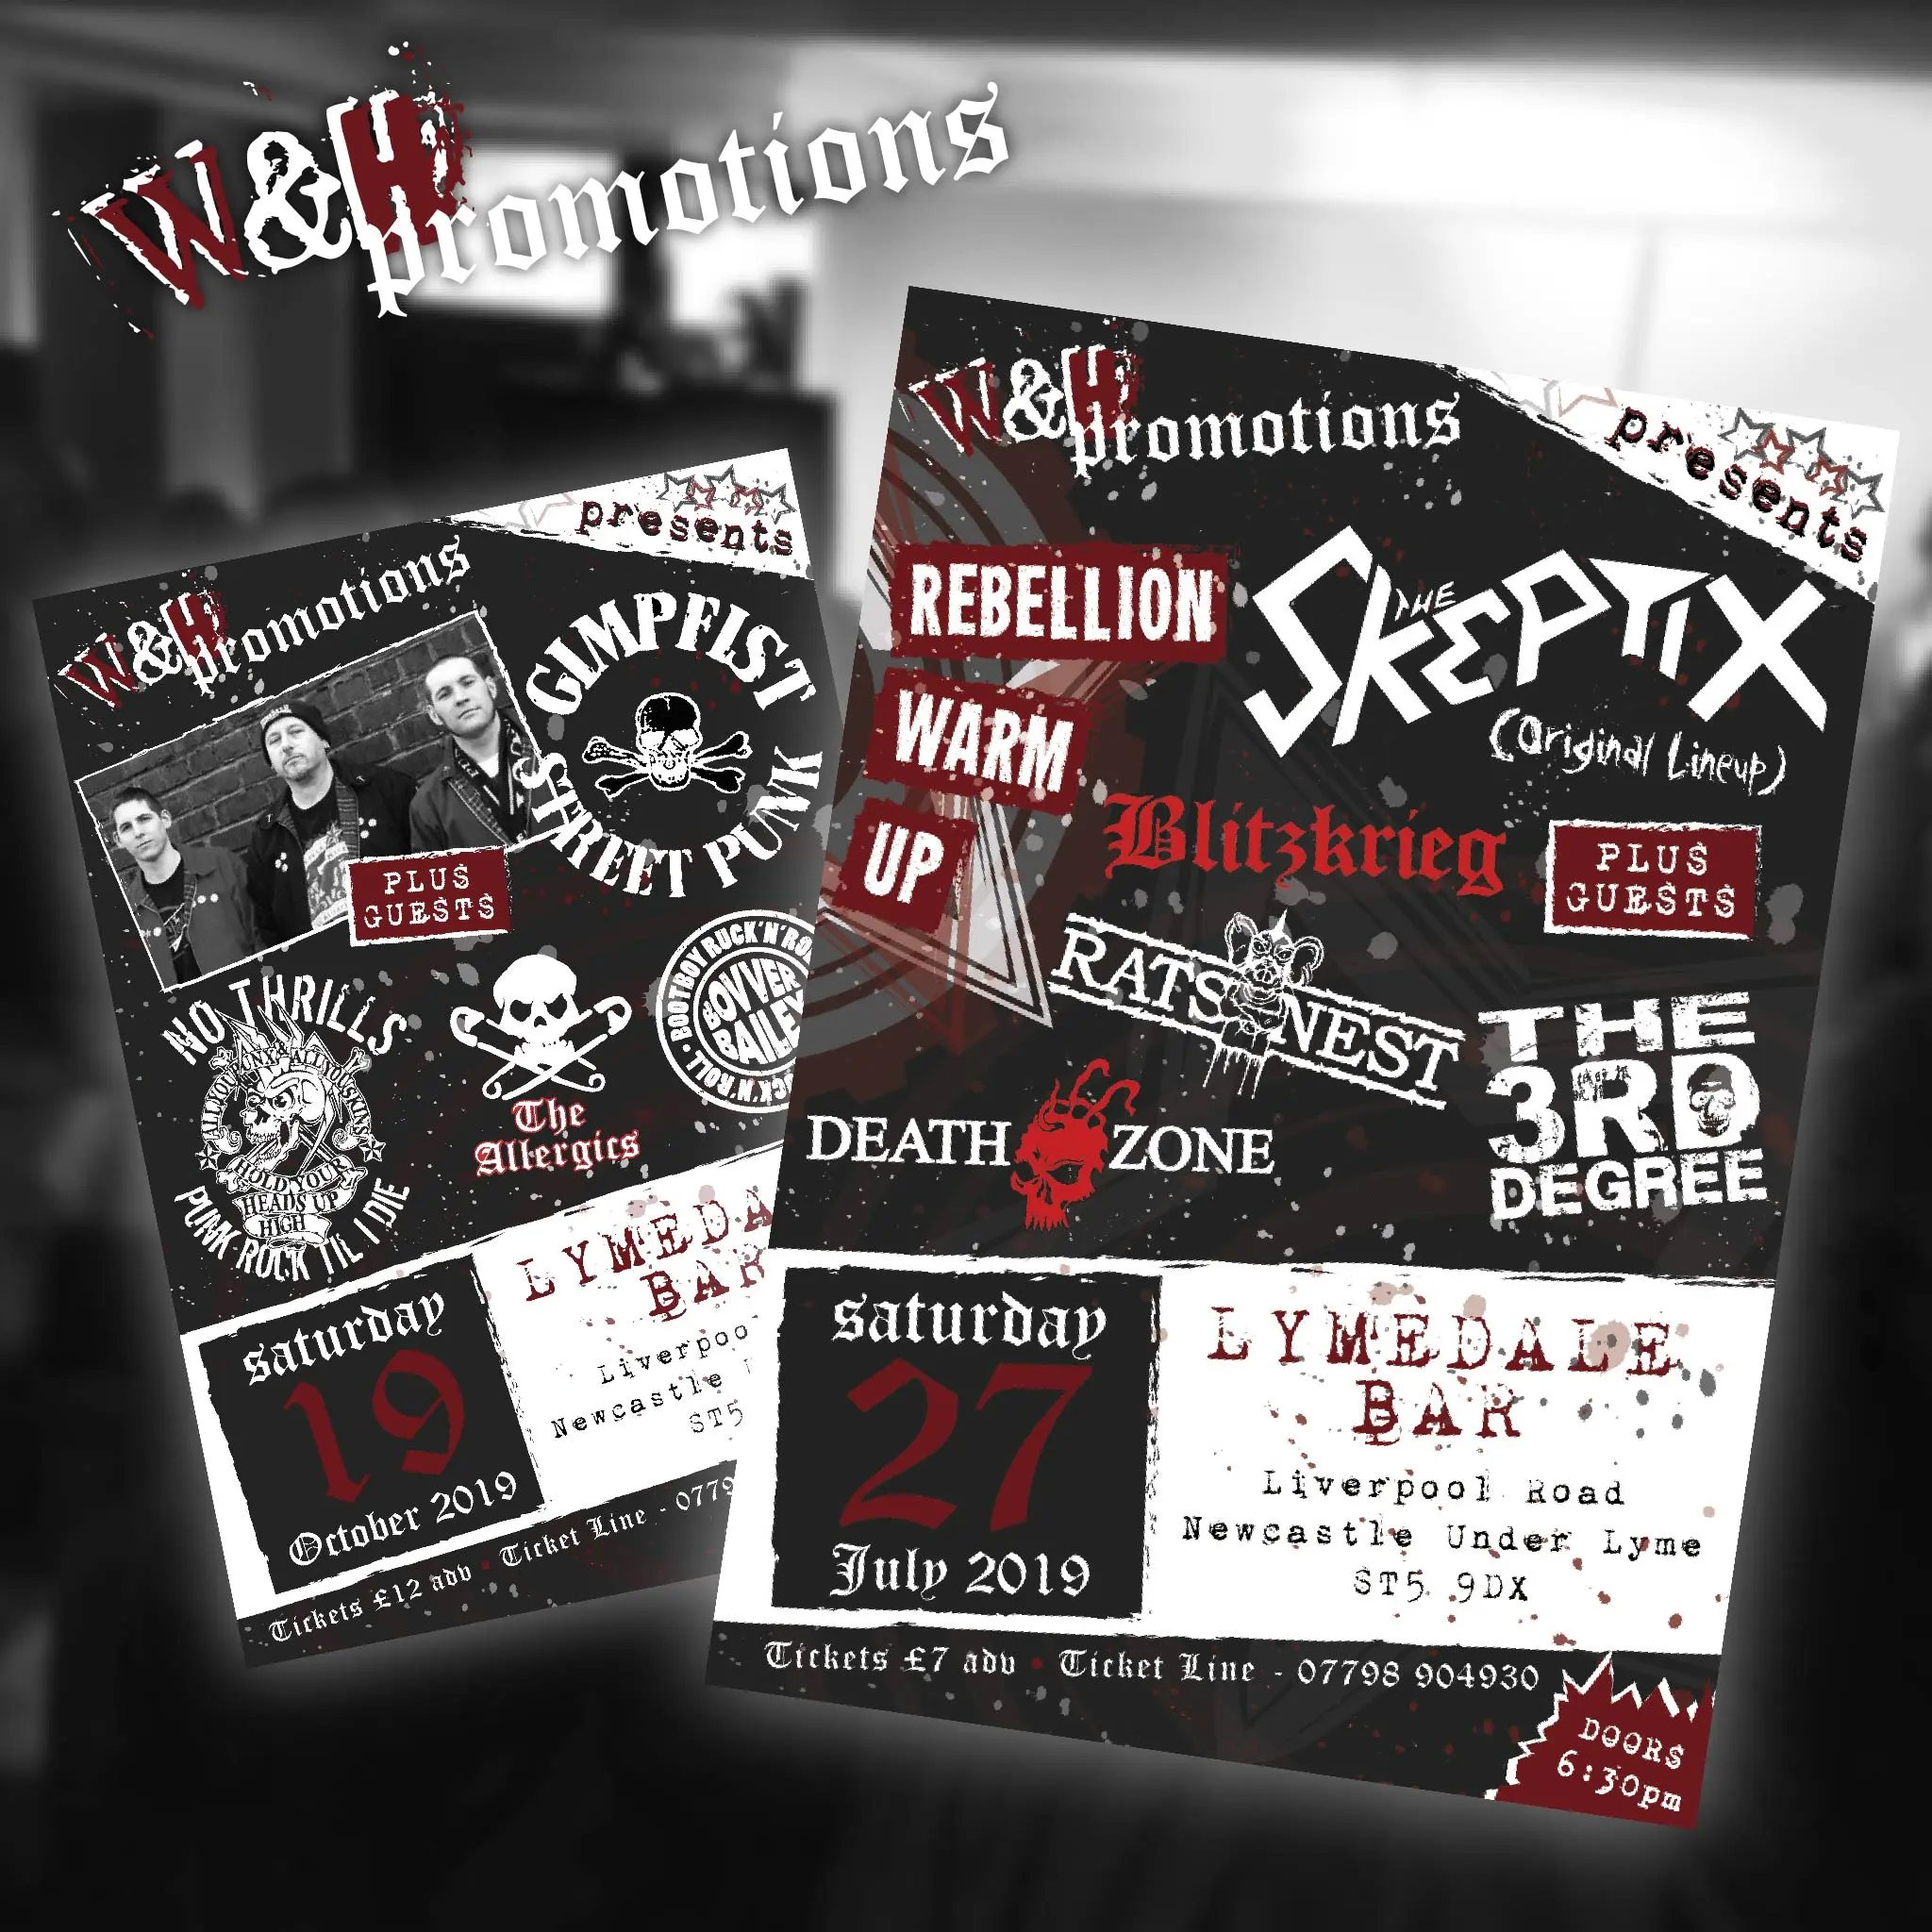 W&H
promotions
W&H
promotions
presents
GIMPFIST
STREET PUNK
PLUS
GUESTS
NO THRILLS
HOLD YOUR
HEADS UP
HIGH
PUNK ROCK TIL I DIE
The
Allergics
BOOTBOY RUCK'N'RO
BOVVER
BAILEY
CK'N'ROLL
saturday
19
October 2019
LYMEDA
BAR
Liverpoo
Newcastle
ST5
Tickets £12 adv • Ticket Line - 0779
W&H
promotions
presents
REBELLION
WARM
UP
THE
SKEPTIX
(Original Lineup)
Blitzkrieg
PLUS
GUESTS
RATS NEST
DEATH ZONE
THE
3RD
DEGREE
saturday
27
July 2019
LYMEDALE
BAR
Liverpool Road
Newcastle Under Lyme
ST5 9DX
Tickets £7 adv • Ticket Line - 07798 904930
DOORS
6:30pm